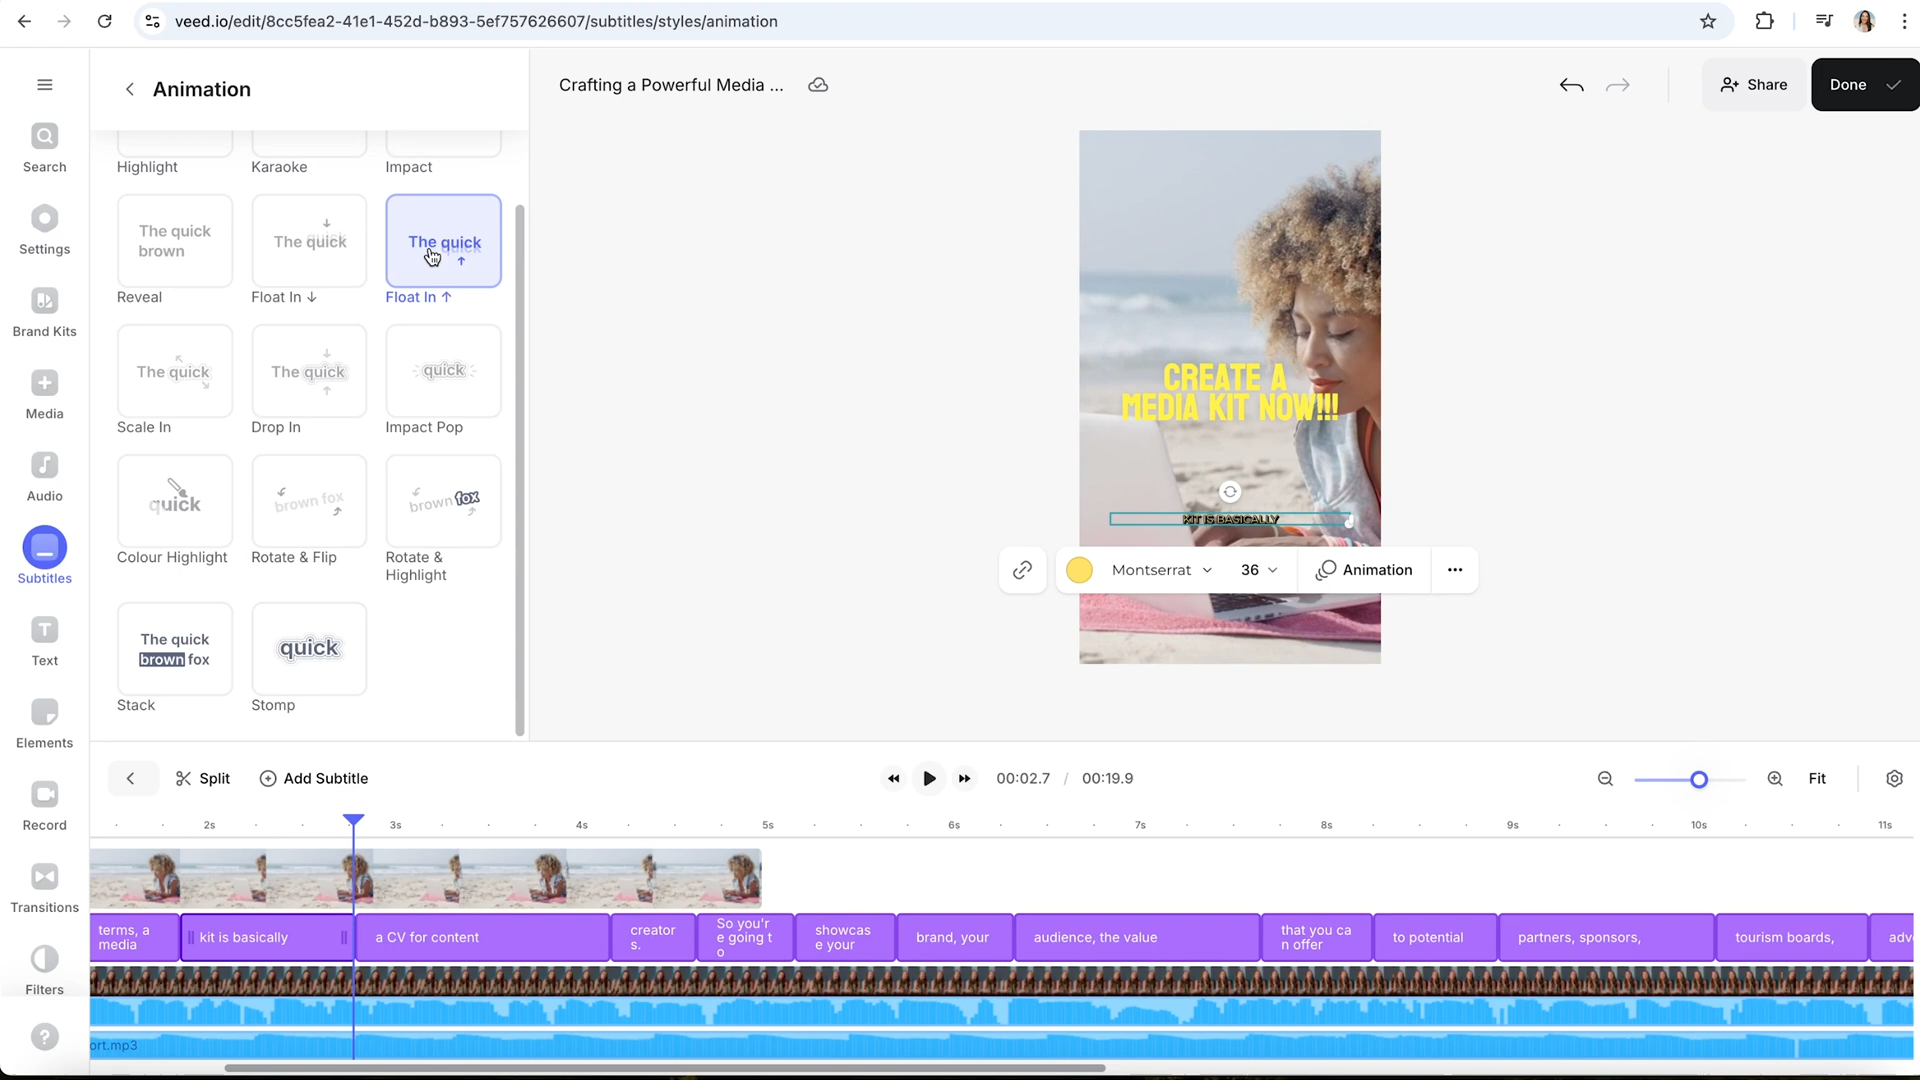 veed.io/edit/8cc5fea2-41e1-452d-b893-5ef757626607/subtitles/styles/animation
Animation
Crafting a Powerful Media ...
Share
Done
Search
Settings
Brand Kits
Media
Audio
Subtitles
Text
Elements
Record
Transitions
Filters
?
Highlight
Karaoke
Impact
The quick
brown
Reveal
The quick
Float In ↓
The quick
Float In ↑
The quick
Scale In
The quick
Drop In
quick
Impact Pop
quick
Colour Highlight
brown fox
Rotate & Flip
brown fox
Rotate &
Highlight
The quick
brown fox
Stack
quick
Stomp
CREATE A
MEDIA KIT NOW!!!
KIT IS BASICALLY
Montserrat
36
Animation
Split
Add Subtitle
00:02.7 / 00:19.9
Fit
2s 3s 4s 5s 6s 7s 8s 9s 10s 11s
terms, a
media
kit is basically
a CV for content
creator
s.
So you'r
e going t
o
showcas
e your
brand, your
audience, the value
that you ca
n offer
to potential
partners, sponsors,
tourism boards,
adv
ort.mp3